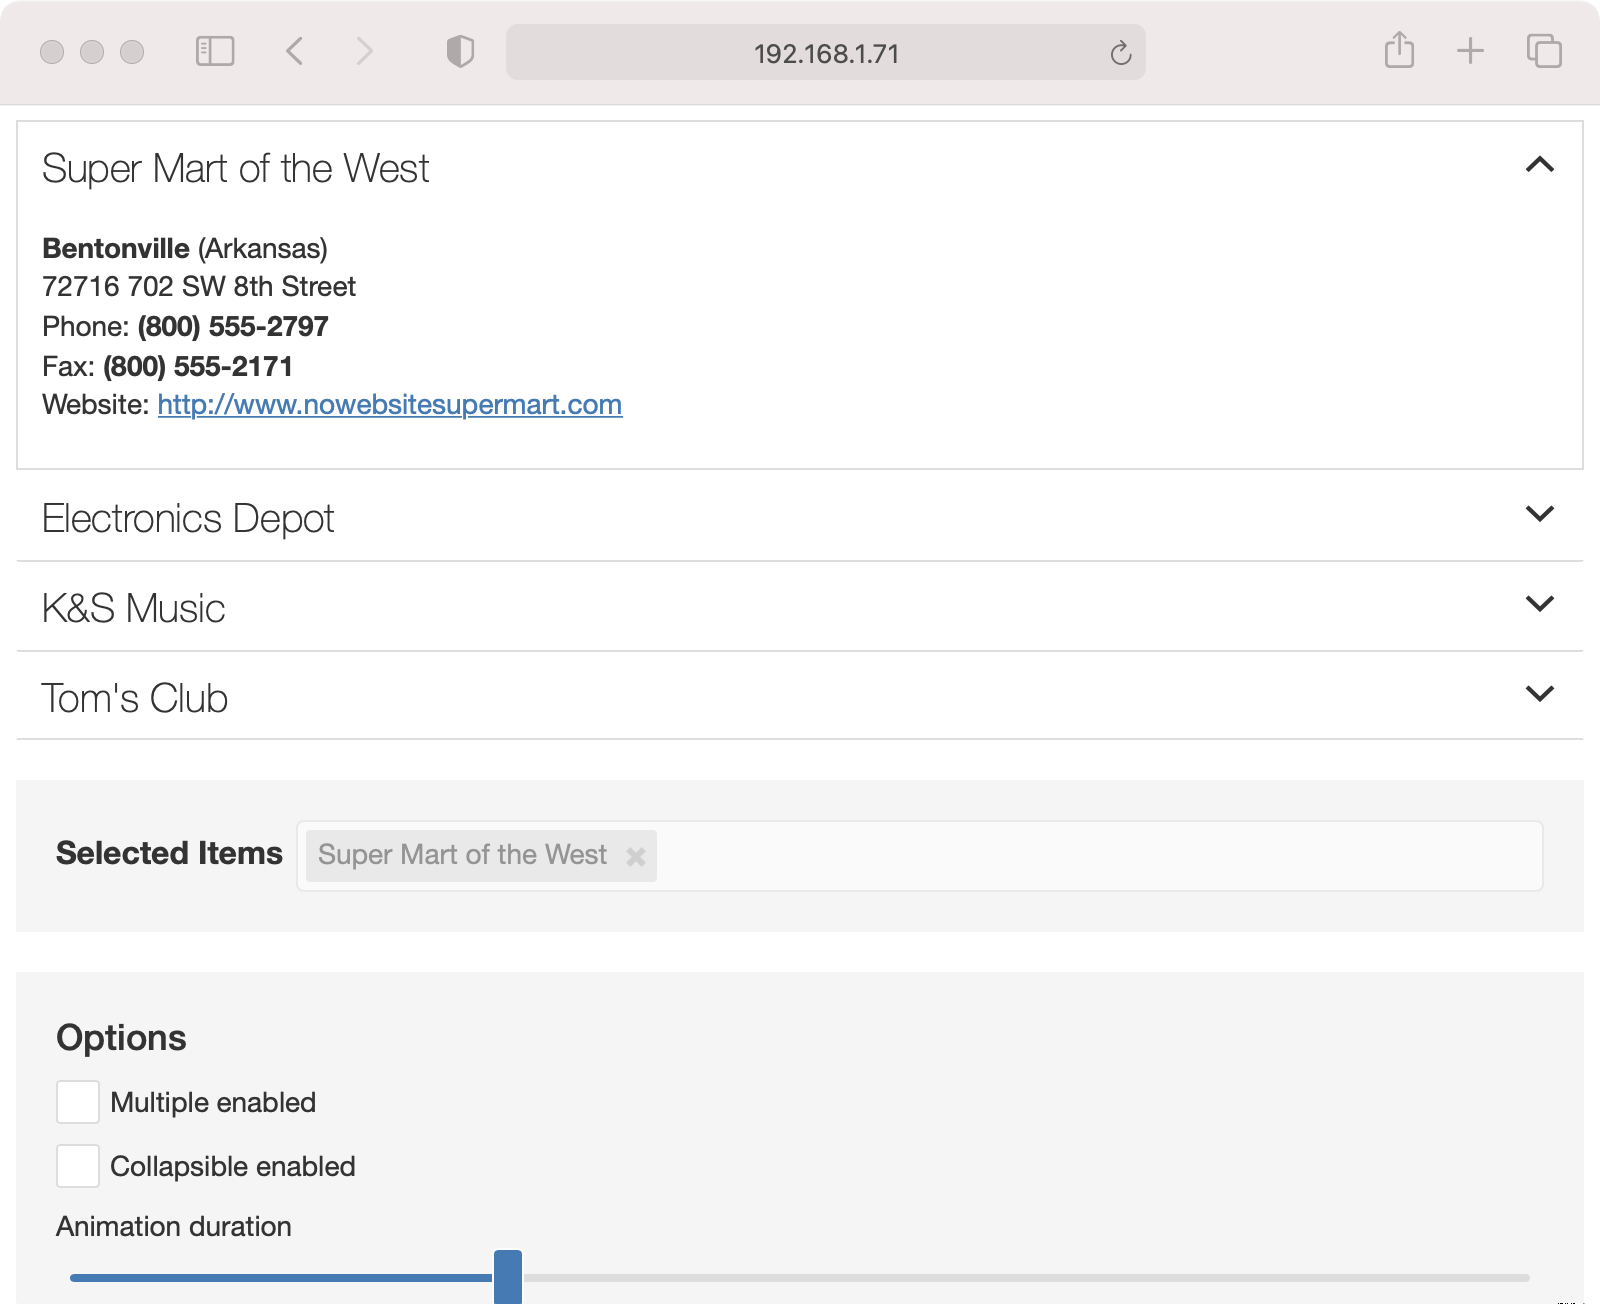 192.168.1.71
Super Mart of the West
Bentonville (Arkansas)
72716 702 SW 8th Street
Phone: (800) 555-2797
Fax: (800) 555-2171
Website: http://www.nowebsitesupermart.com
Electronics Depot
K&S Music
Tom's Club
Selected Items Super Mart of the West
Options
Multiple enabled
Collapsible enabled
Animation duration